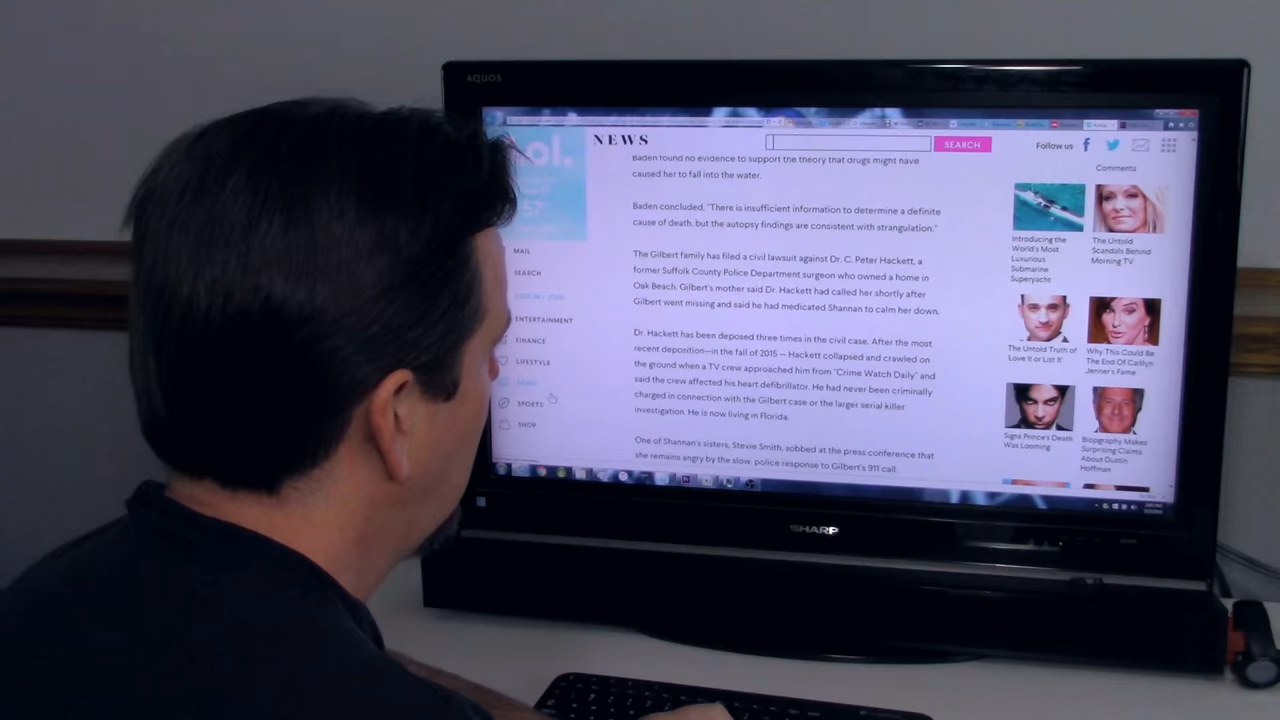 AQUOS
ol.
57°
NEWS
SEARCH
Follow us
Comments
MAIL
SEARCH
ENTERTAINMENT
FINANCE
LIFESTYLE
NEWS
SPORTS
SHOP
Baden found no evidence to support the theory that drugs might have
caused her to fall into the water.
Baden concluded, "There is insufficient information to determine a definite
cause of death, but the autopsy findings are consistent with strangulation."
The Gilbert family has filed a civil lawsuit against Dr. C. Peter Hackett, a
former Suffolk County Police Department surgeon who owned a home in
Oak Beach. Gilbert's mother said Dr. Hackett had called her shortly after
Gilbert went missing and said he had medicated Shannan to calm her down.
Dr. Hackett has been deposed three times in the civil case. After the most
recent deposition—in the fall of 2015 -- Hackett collapsed and crawled on
the ground when a TV crew approached him from "Crime Watch Daily" and
said the crew affected his heart defibrillator. He had never been criminally
charged in connection with the Gilbert case or the larger serial killer
investigation. He is now living in Florida.
One of Shannan's sisters, Stevie Smith, sobbed at the press conference that
she remains angry by the slow, police response to Gilbert's 911 call.
Introducing the
World's Most
Luxurious
Submarine
Superyacht
The Untold
Scandals Behind
Morning TV
The Untold Truth of
'Love It or List It'
Why This Could Be
The End Of Caitlyn
Jenner's Fame
Signs Prince's Death
Was Looming
Biopgraphy Makes
Surprising Claims
About Dustin
Hoffman
SHARP